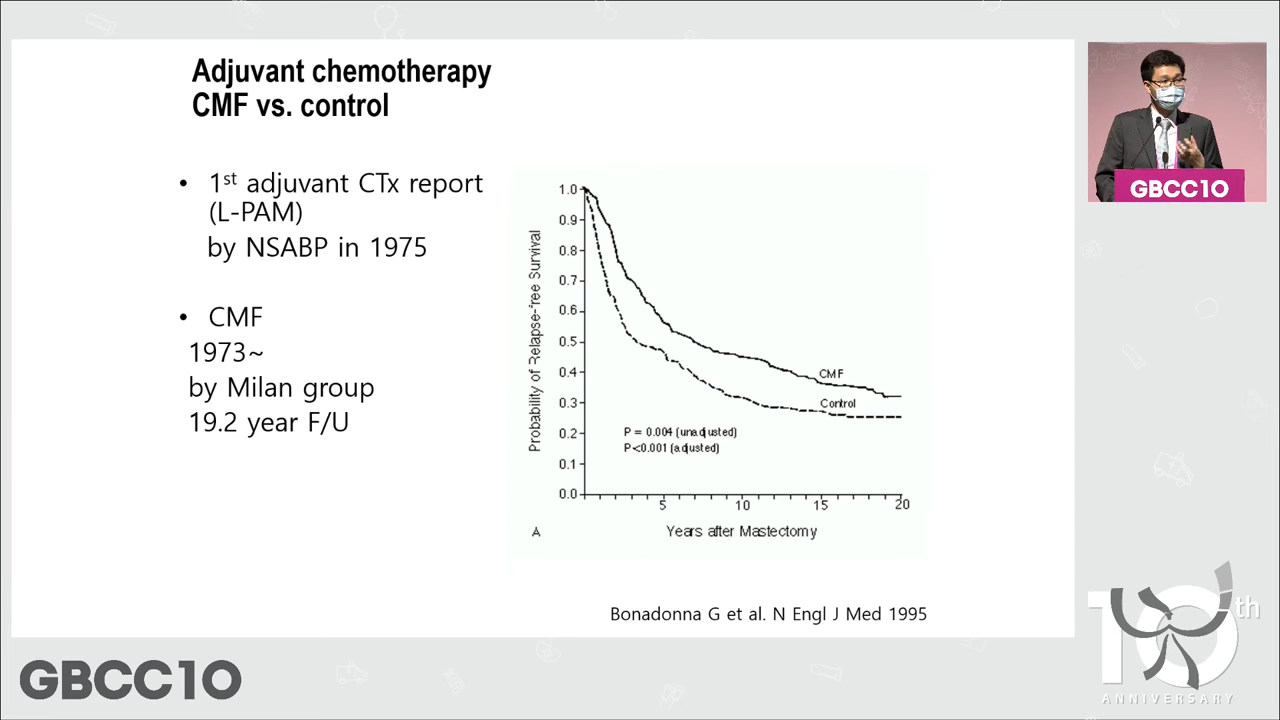 Adjuvant chemotherapy
CMF vs. control
• 1st adjuvant CTx report
(L-PAM)
by NSABP in 1975
• CMF
1973~
by Milan group
19.2 year F/U
Probability of Relapse-free Survival
1.0
0.9
0.8
0.7
0.6
0.5
0.4
0.3
0.2
0.1
0.0
CMF
Control
P = 0.004 (unadjusted)
P<0.001 (adjusted)
5
10
15
20
A
Years after Mastectomy
Bonadonna G et al. N Engl J Med 1995
GBCC10
GBCC10
10th
ANNIVERSARY